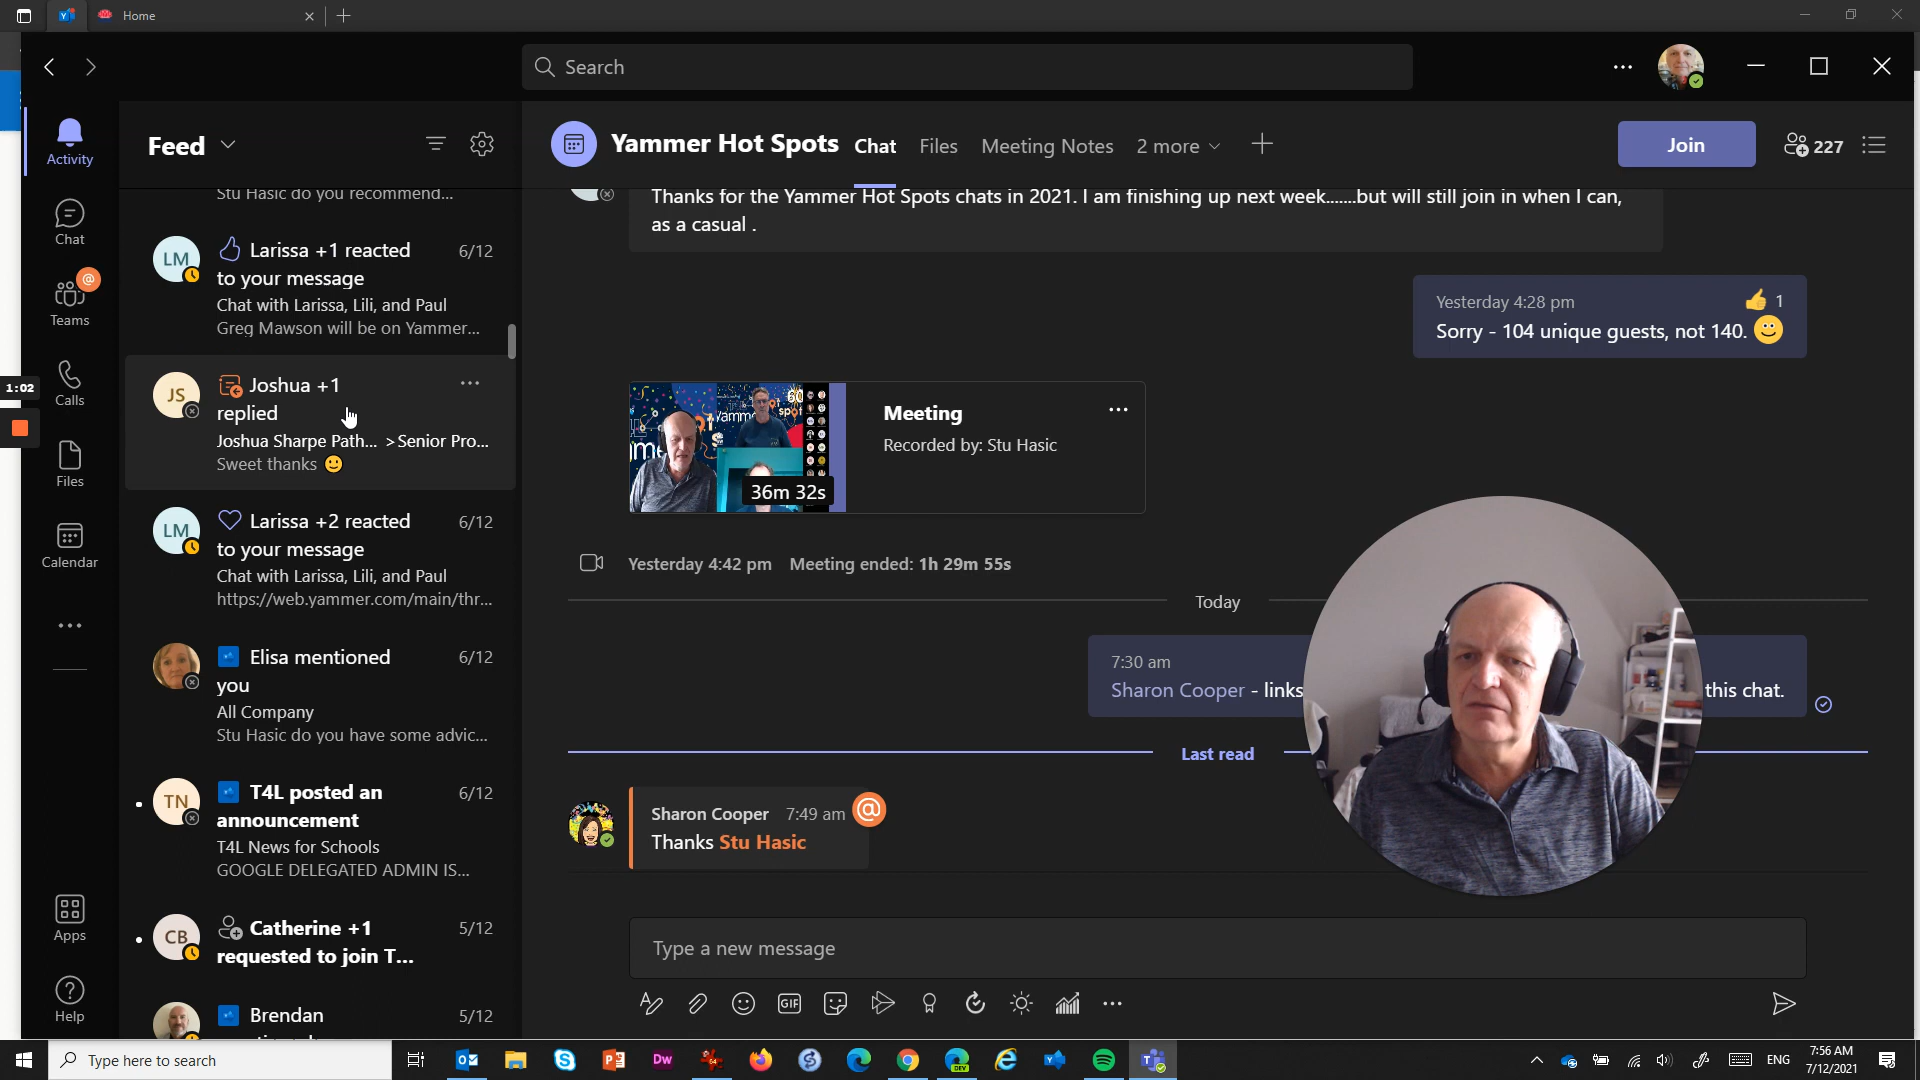 Home
Search
Activity
Chat
Teams
Calls
Files
Calendar
Apps
Help
1:02
Feed
Stu Hasic do you recommend...
LM
Larissa +1 reacted
6/12
to your message
Chat with Larissa, Lili, and Paul
Greg Mawson will be on Yammer...
JS
Joshua +1
replied
Joshua Sharpe Path... >Senior Pro...
Sweet thanks
LM
Larissa +2 reacted
6/12
to your message
Chat with Larissa, Lili, and Paul
https://web.yammer.com/main/thr...
Elisa mentioned
6/12
you
All Company
Stu Hasic do you have some advic...
TN
T4L posted an
6/12
announcement
T4L News for Schools
GOOGLE DELEGATED ADMIN IS...
CB
Catherine +1
5/12
requested to join T...
Brendan
5/12
Yammer Hot Spots
Chat
Files
Meeting Notes
2 more
Join
227
Thanks for the Yammer Hot Spots chats in 2021. I am finishing up next week.......but will still join in when I can,
as a casual .
Yesterday 4:28 pm
1
Sorry - 104 unique guests, not 140.
36m 32s
Meeting
Recorded by: Stu Hasic
Yesterday 4:42 pm Meeting ended: 1h 29m 55s
Today
7:30 am
Sharon Cooper - links
this chat.
Last read
Sharon Cooper 7:49 am @
Thanks Stu Hasic
Type a new message
GIF
Type here to search
Dw
DEV
ENG
7:56 AM
7/12/2021